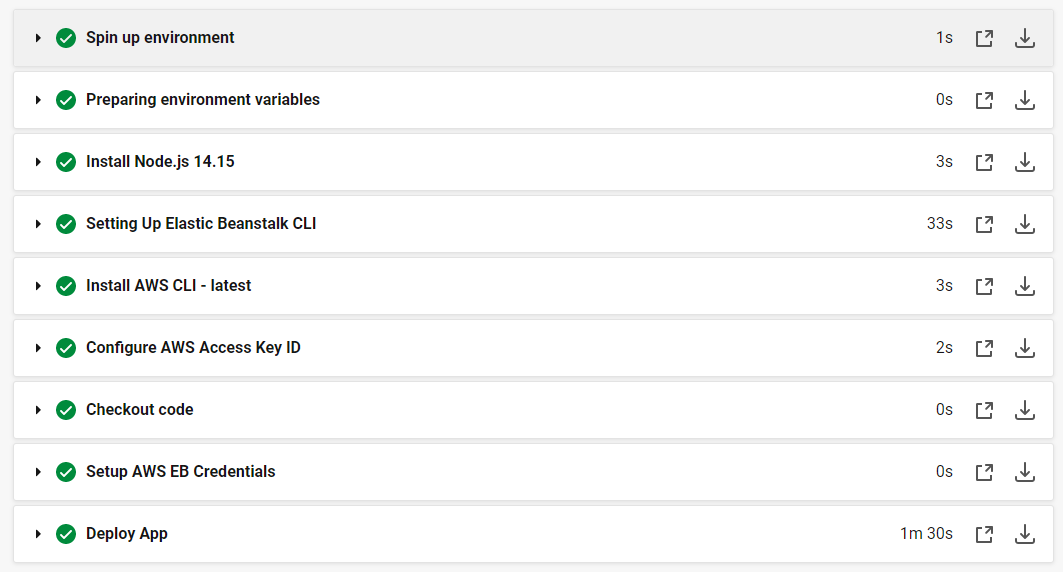 Spin up environment 1s
Preparing environment variables 0s
Install Node.js 14.15 3s
Setting Up Elastic Beanstalk CLI 33s
Install AWS CLI - latest 3s
Configure AWS Access Key ID 2s
Checkout code 0s
Setup AWS EB Credentials 0s
Deploy App 1m 30s